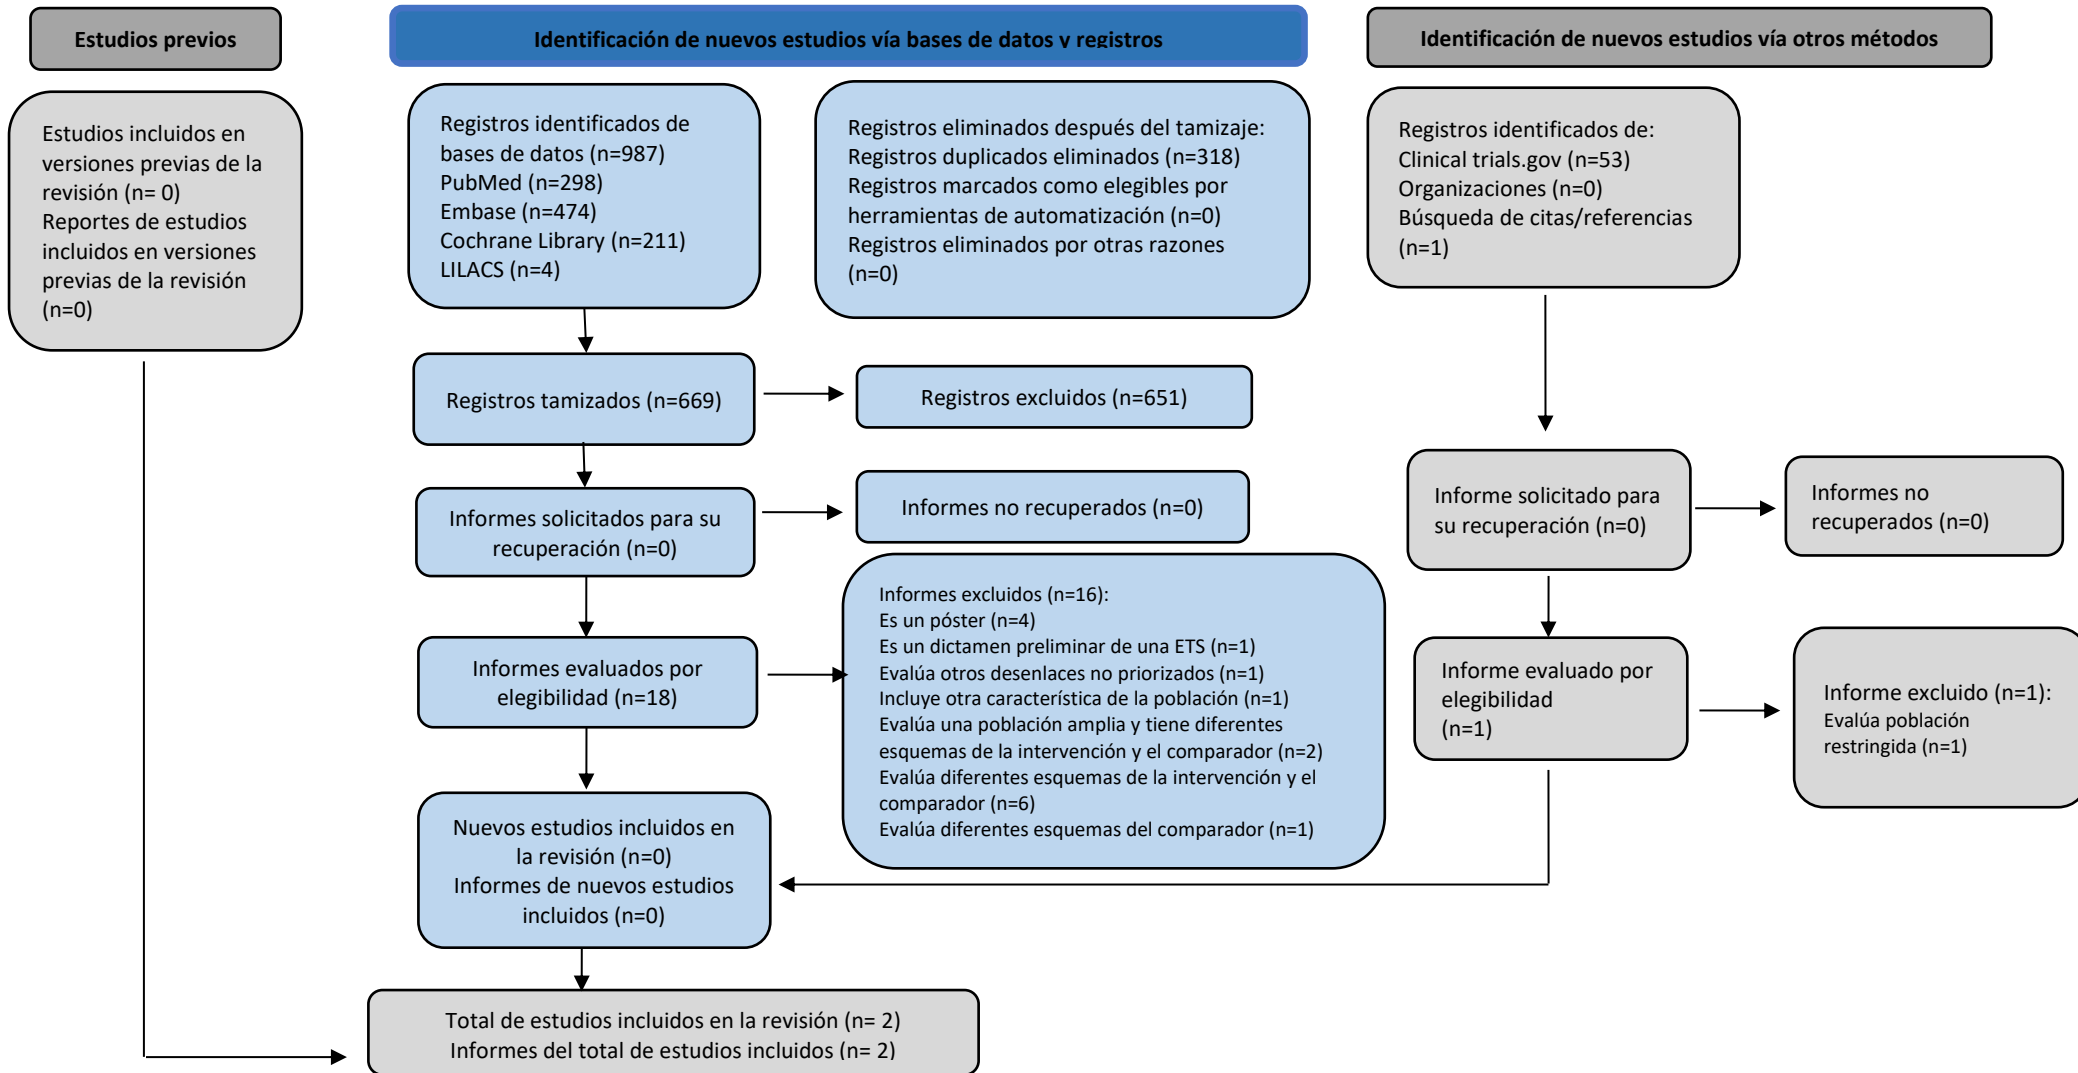 Estudios previos
Identificación de nuevos estudios vía bases de datos y registros
Identificación de nuevos estudios vía otros métodos
Estudios incluidos en
versiones previas de la
revisión (n= 0)
Reportes de estudios
incluidos en versiones
previas de la revisión
(n=0)
Registros identificados de
bases de datos (n=987)
PubMed (n=298)
Embase (n=474)
Cochrane Library (n=211)
LILACS (n=4)
Registros eliminados después del tamizaje:
Registros duplicados eliminados (n=318)
Registros marcados como elegibles por
herramientas de automatización (n=0)
Registros eliminados por otras razones
(n=0)
Registros identificados de:
Clinical trials.gov (n=53)
Organizaciones (n=0)
Búsqueda de citas/referencias
(n=1)
Registros tamizados (n=669)
Registros excluidos (n=651)
Informes solicitados para su
recuperación (n=0)
Informes no recuperados (n=0)
Informe solicitado para
su recuperación (n=0)
Informes no
recuperados (n=0)
Informes evaluados por
elegibilidad (n=18)
Informes excluidos (n=16):
Es un póster (n=4)
Es un dictamen preliminar de una ETS (n=1)
Evalúa otros desenlaces no priorizados (n=1)
Incluye otra característica de la población (n=1)
Evalúa una población amplia y tiene diferentes
esquemas de la intervención y el comparador (n=2)
Evalúa diferentes esquemas de la intervención y el
comparador (n=6)
Evalúa diferentes esquemas del comparador (n=1)
Informe evaluado por
elegibilidad
(n=1)
Informe excluido (n=1):
Evalúa población
restringida (n=1)
Nuevos estudios incluidos en
la revisión (n=0)
Informes de nuevos estudios
incluidos (n=0)
Total de estudios incluidos en la revisión (n= 2)
Informes del total de estudios incluidos (n= 2)